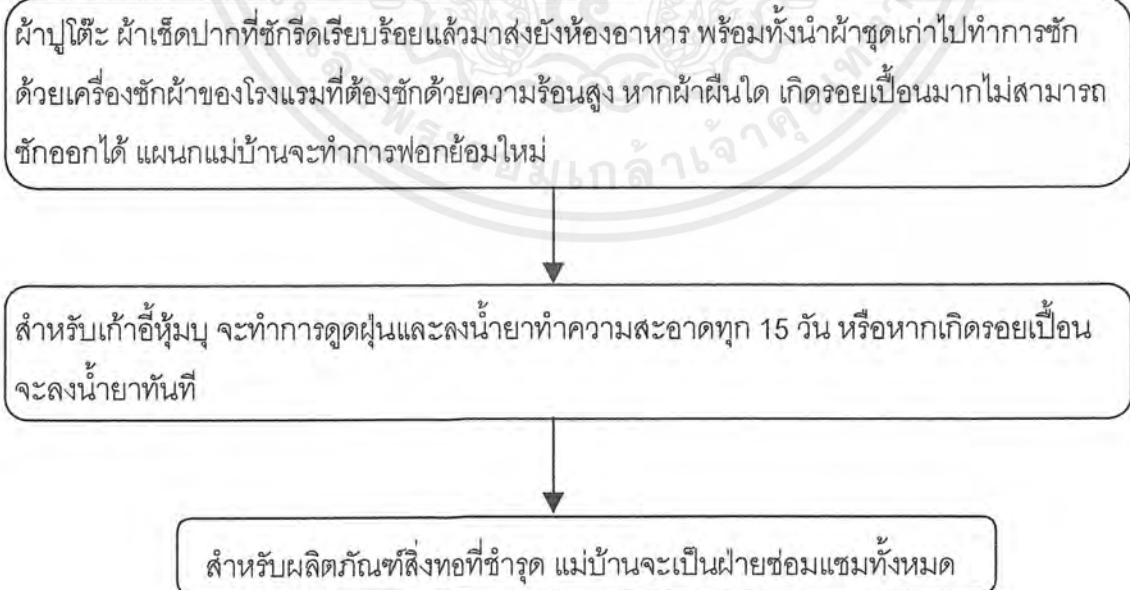 ผ้าปูโต๊ะ ผ้าเช็ดปากที่ซักรีดเรียบร้อยแล้วมาส่งยังห้องอาหาร พร้อมทั้งนำผ้าชุดเก่าไปทำการซัก
ด้วยเครื่องซักผ้าของโรงแรมที่ต้องซักด้วยความร้อนสูง หากผ้าผืนใด เกิดรอยเปื้อนมากไม่สามารถ
ซักออกได้ แผนกแม่บ้านจะทำการฟอกย้อมใหม่
สำหรับเก้าอี้หุ้มบุ จะทำการดูดฝุ่นและลงน้ำยาทำความสะอาดทุก 15 วัน หรือหากเกิดรอยเปื้อน
จะลงน้ำยาทันที
สำหรับผลิตภัณฑ์สิ่งทอที่ชำรุด แม่บ้านจะเป็นฝ่ายซ่อมแซมทั้งหมด